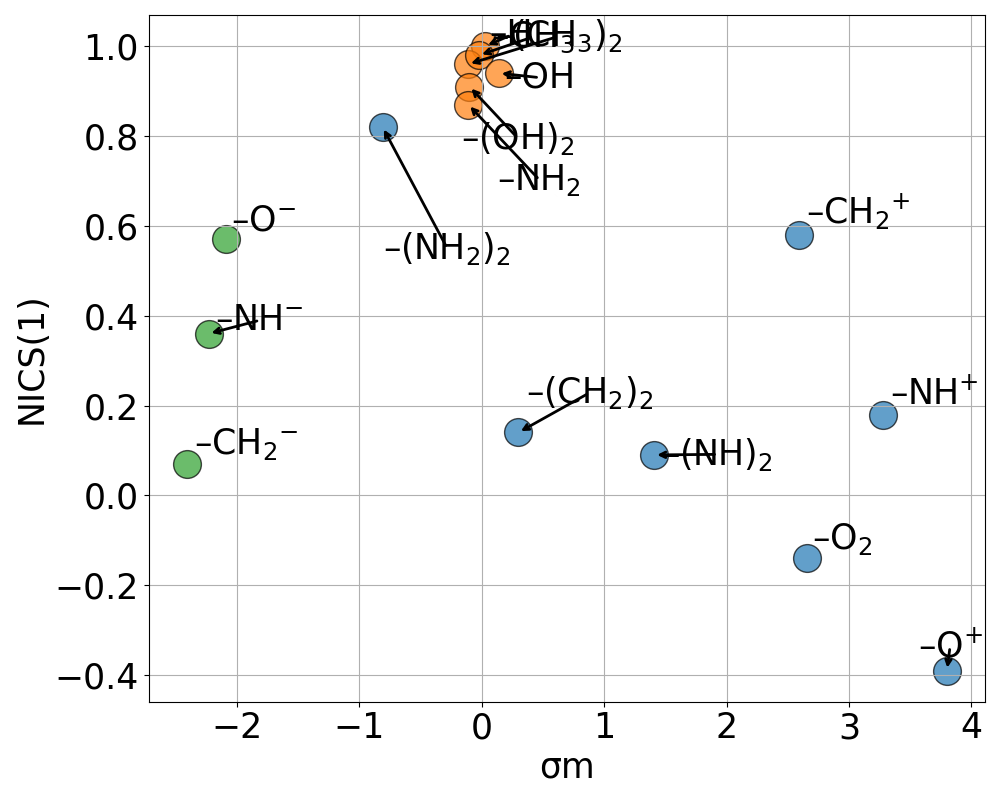 –(CH₃)₂
–OH
–(OH)₂
–NH₂
–(NH₂)₂
–O⁻
–CH₂⁺
–NH⁻
–(CH₂)₂
–NH⁺
–CH₂⁻
–(NH)₂
–O₂
–O⁺
1.0
0.8
0.6
0.4
0.2
0.0
−0.2
−0.4
NICS(1)
−2
−1
0
1
2
3
4
σm